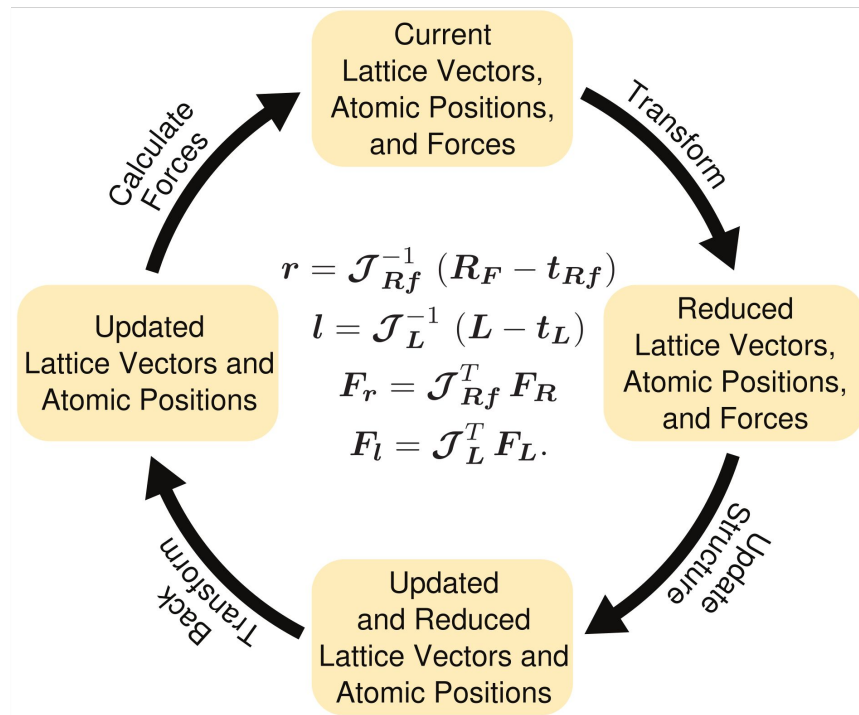 Current
Lattice Vectors,
Atomic Positions,
and Forces
Transform
Reduced
Lattice Vectors,
Atomic Positions,
and Forces
Update
Structure
Updated
and Reduced
Lattice Vectors and
Atomic Positions
Back
Transform
Updated
Lattice Vectors and
Atomic Positions
Calculate
Forces
r = 𝒥_{Rf}^{-1} (R_F − t_{Rf})
l = 𝒥_L^{-1} (L − t_L)
F_r = 𝒥_{Rf}^T F_R
F_l = 𝒥_L^T F_L.